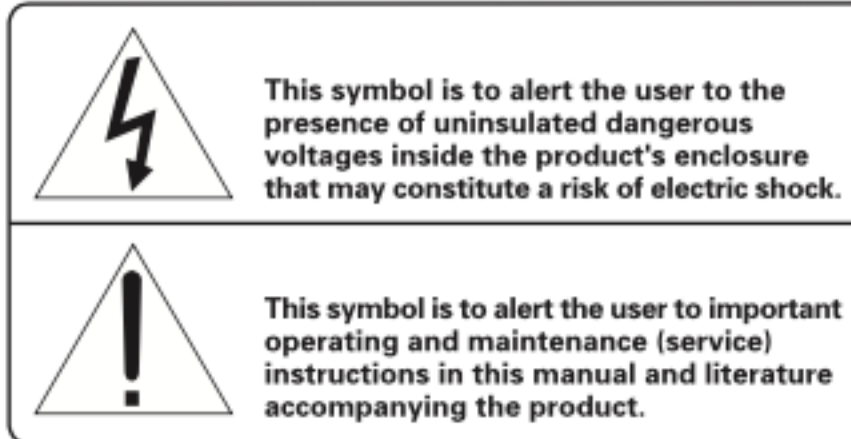 This symbol is to alert the user to the
presence of uninsulated dangerous
voltages inside the product's enclosure
that may constitute a risk of electric shock.
This symbol is to alert the user to important
operating and maintenance (service)
instructions in this manual and literature
accompanying the product.